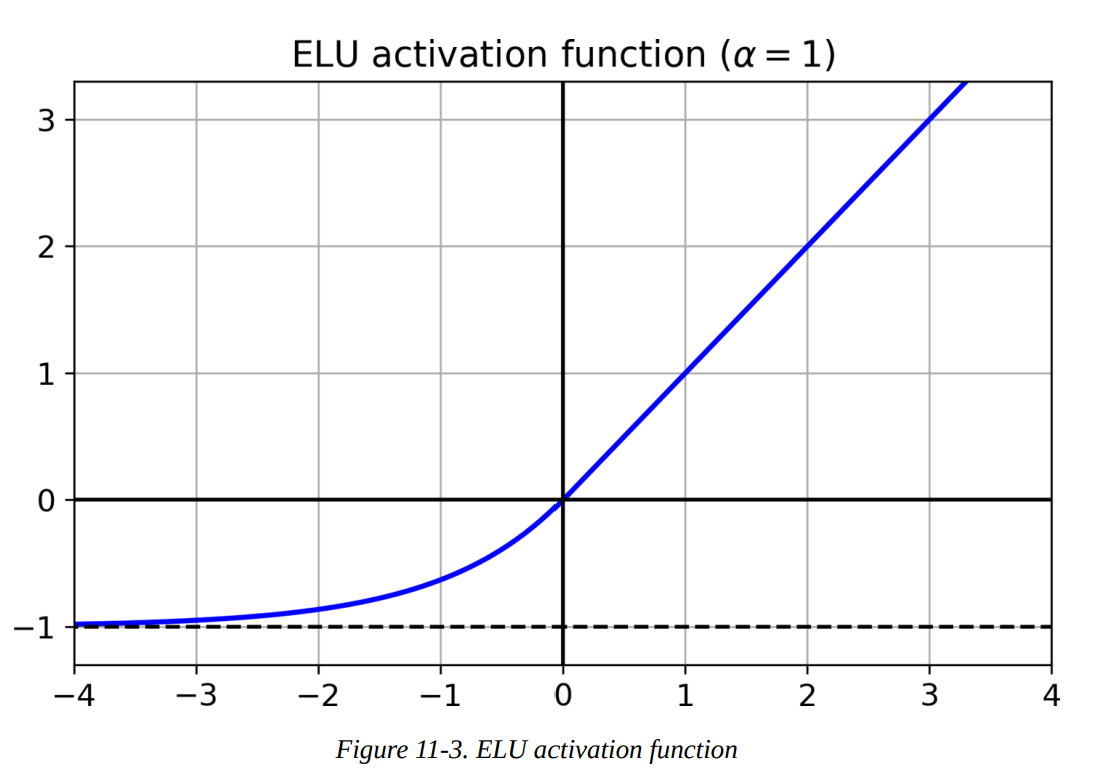 ELU activation function (α = 1)
3
2
1
0
−1
−4 −3 −2 −1 0 1 2 3 4
Figure 11-3. ELU activation function